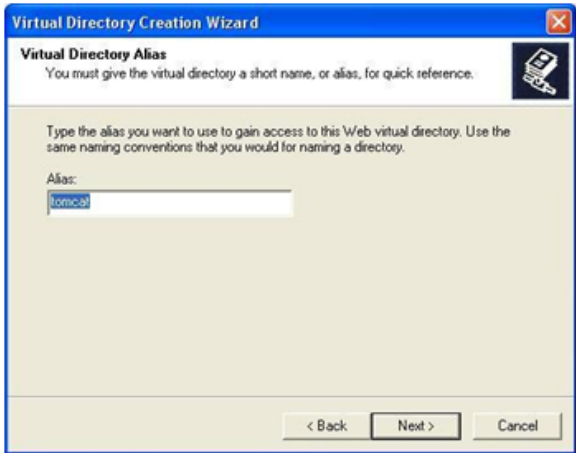 Virtual Directory Creation Wizard
Virtual Directory Alias
You must give the virtual directory a short name, or alias, for quick reference.
Type the alias you want to use to gain access to this Web virtual directory. Use the
same naming conventions that you would for naming a directory.
Alias:
tomcat
< Back Next > Cancel